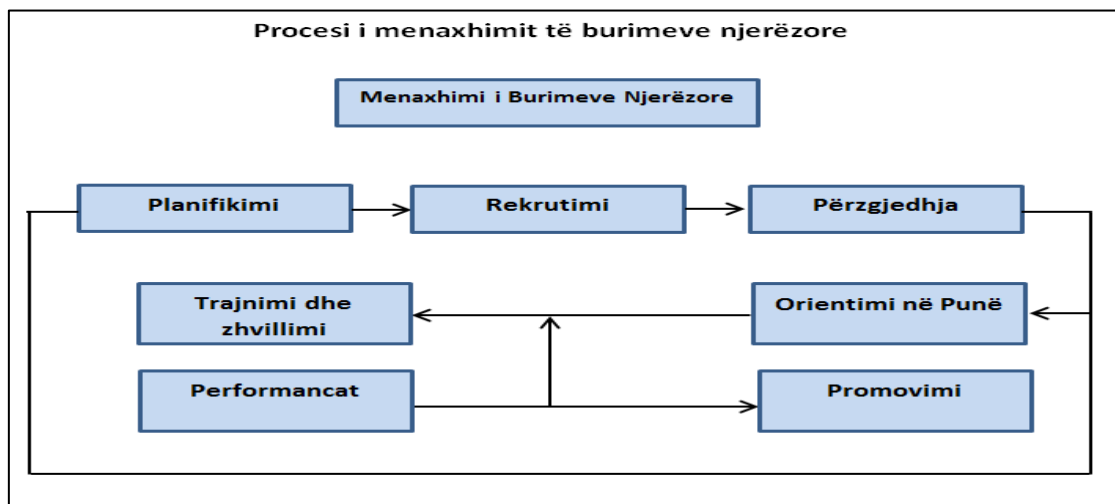 Procesi i menaxhimit të burimeve njerëzore
Menaxhimi i Burimeve Njerëzore
Planifikimi
Rekrutimi
Përzgjedhja
Trajnimi dhe
zhvillimi
Orientimi në Punë
Performancat
Promovimi